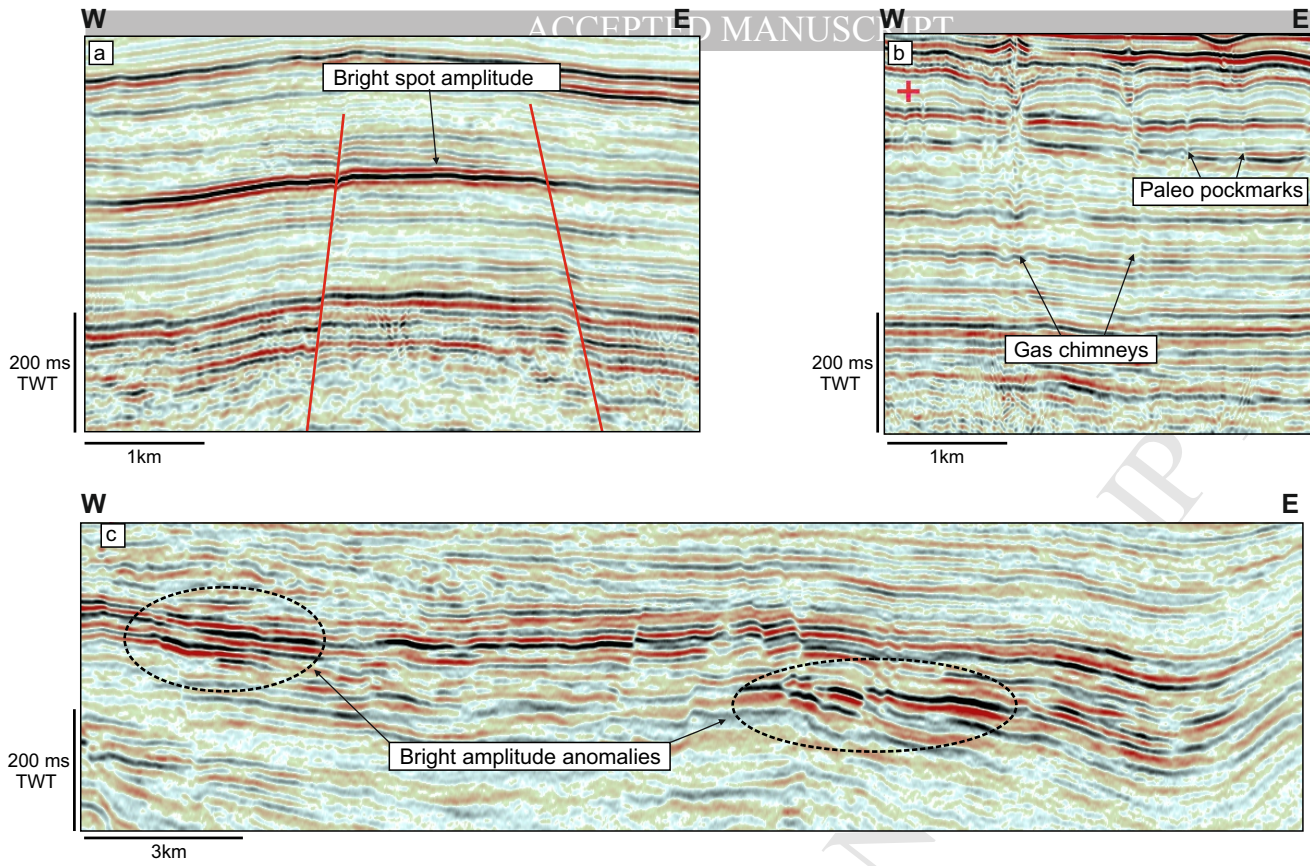 ACCEPTED MANUSCRIPT
W
E
a
Bright spot amplitude
200 ms
TWT
1km
W
E
b
Paleo pockmarks
Gas chimneys
200 ms
TWT
1km
W
E
c
Bright amplitude anomalies
200 ms
TWT
3km
IP